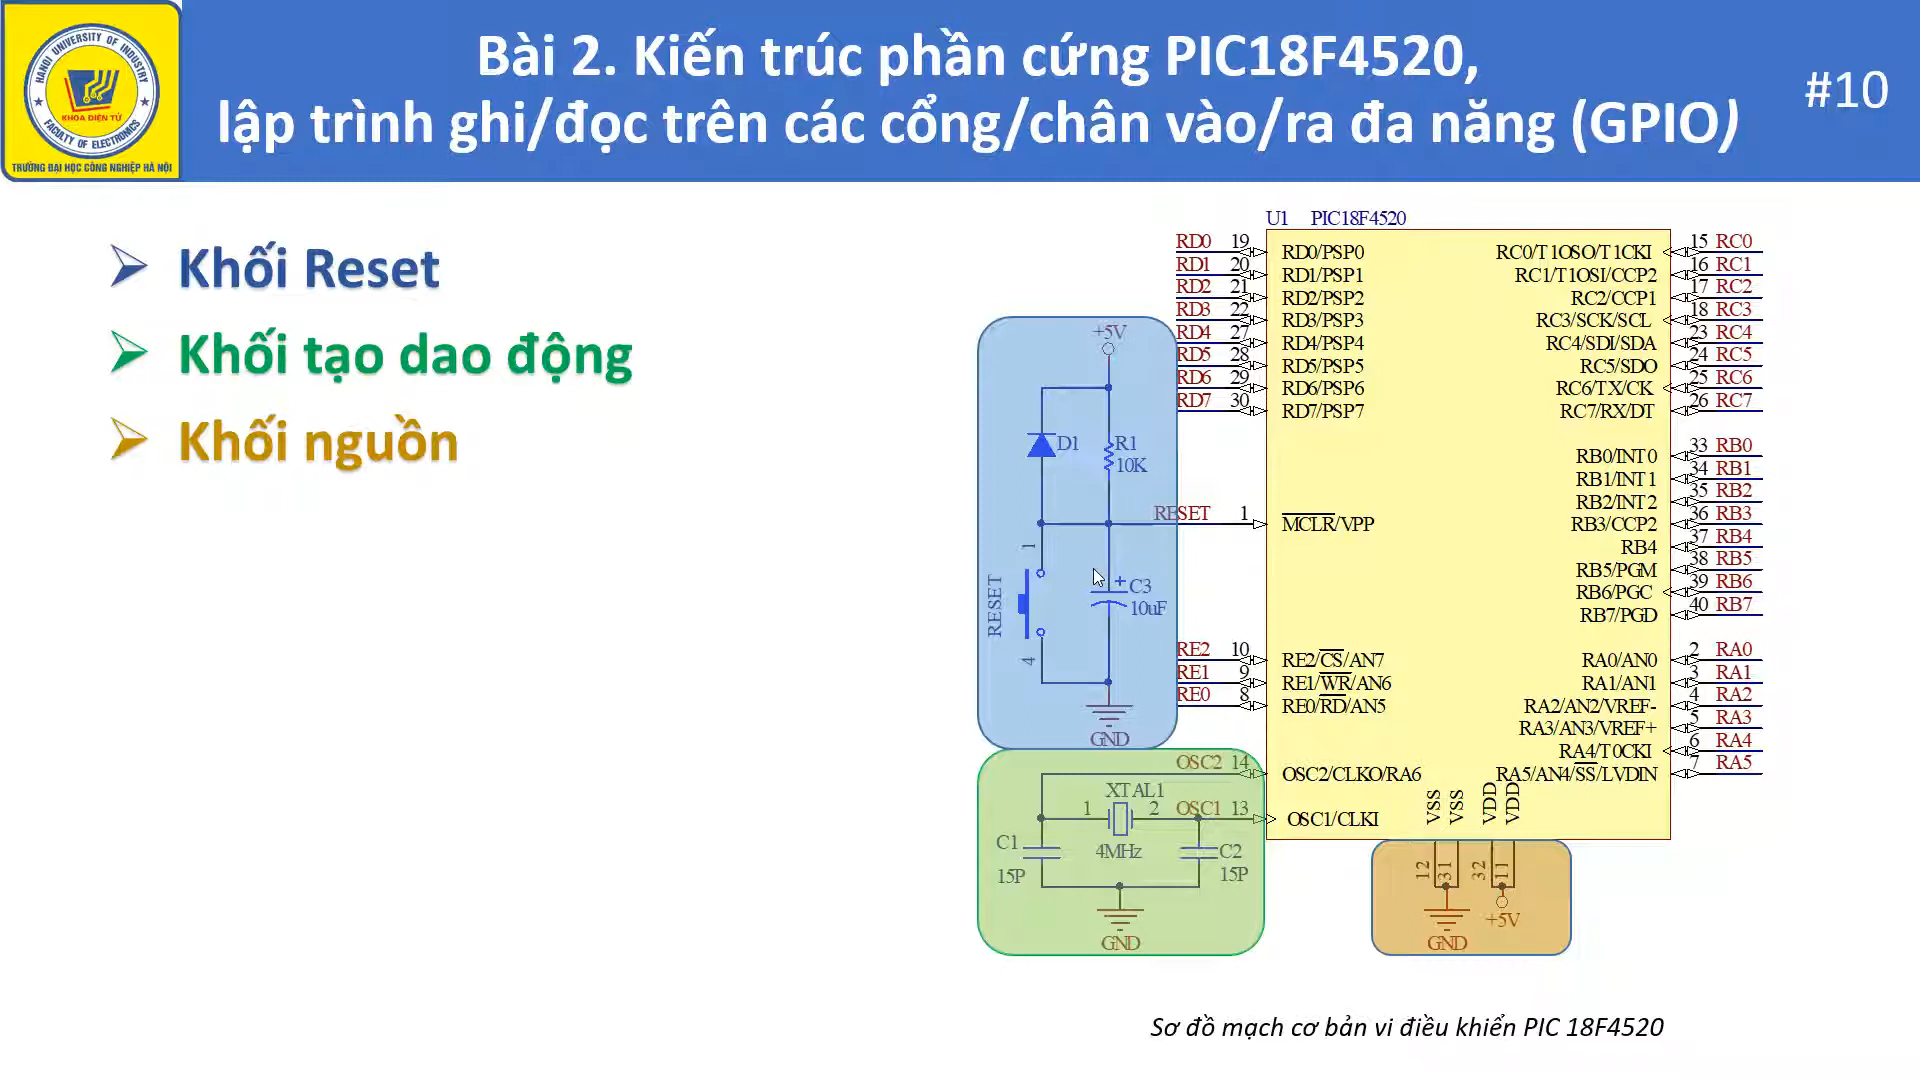 HANOI UNIVERSITY OF INDUSTRY
KHOA ĐIỆN TỬ
FACULTY OF ELECTRONICS
TRƯỜNG ĐẠI HỌC CÔNG NGHIỆP HÀ NỘI
Bài 2. Kiến trúc phần cứng PIC18F4520,
lập trình ghi/đọc trên các cổng/chân vào/ra đa năng (GPIO)
#10
Khối Reset
Khối tạo dao động
Khối nguồn
U1 PIC18F4520
RD0 19 RD0/PSP0 RC0/T1OSO/T1CKI 15 RC0
RD1 20 RD1/PSP1 RC1/T1OSI/CCP2 16 RC1
RD2 21 RD2/PSP2 RC2/CCP1 17 RC2
RD3 22 RD3/PSP3 RC3/SCK/SCL 18 RC3
+5V
RD4 27 RD4/PSP4 RC4/SDI/SDA 23 RC4
RD5 28 RD5/PSP5 RC5/SDO 24 RC5
RD6 29 RD6/PSP6 RC6/TX/CK 25 RC6
RD7 30 RD7/PSP7 RC7/RX/DT 26 RC7
D1 R1
10K
RB0/INT0 33 RB0
RB1/INT1 34 RB1
RB2/INT2 35 RB2
RESET 1 MCLR/VPP RB3/CCP2 36 RB3
RB4 37 RB4
RB5/PGM 38 RB5
RB6/PGC 39 RB6
RB7/PGD 40 RB7
1
RESET
4
+ C3
10uF
RE2 10 RE2/CS/AN7 RA0/AN0 2 RA0
RE1 9 RE1/WR/AN6 RA1/AN1 3 RA1
RE0 8 RE0/RD/AN5 RA2/AN2/VREF- 4 RA2
RA3/AN3/VREF+ 5 RA3
GND
RA4/T0CKI 6 RA4
OSC2 14 OSC2/CLKO/RA6 RA5/AN4/SS/LVDIN 7 RA5
XTAL1
1 2 OSC1 13 OSC1/CLKI
VSS VSS VDD VDD
C1 4MHz C2
15P 15P
12 31 32 11
+5V
GND GND
Sơ đồ mạch cơ bản vi điều khiển PIC 18F4520